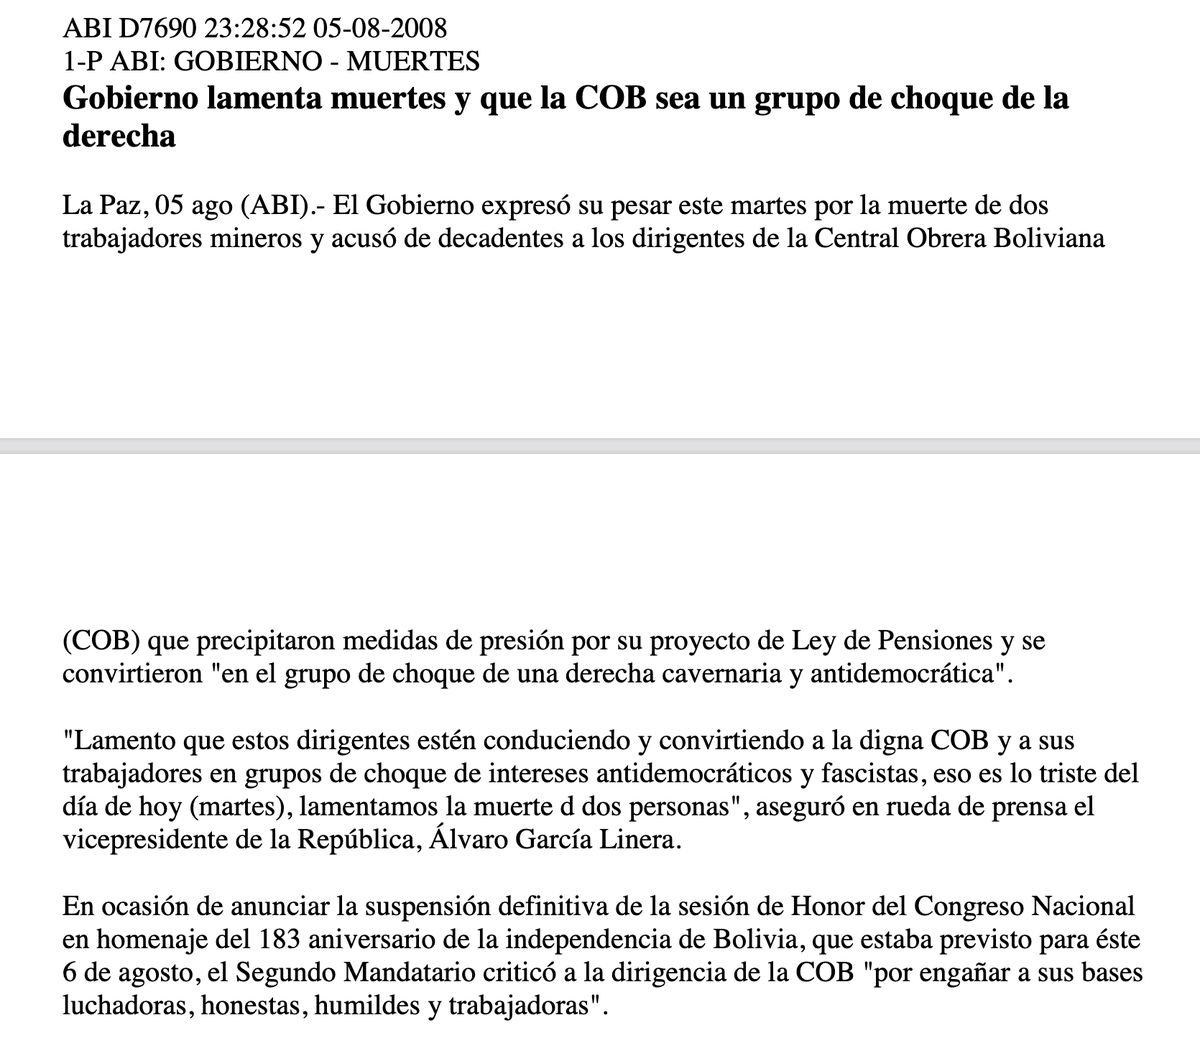 ABI D7690 23:28:52 05-08-2008
1-P ABI: GOBIERNO - MUERTES
Gobierno lamenta muertes y que la COB sea un grupo de choque de la
derecha
La Paz, 05 ago (ABI).- El Gobierno expresó su pesar este martes por la muerte de dos
trabajadores mineros y acusó de decadentes a los dirigentes de la Central Obrera Boliviana
(COB) que precipitaron medidas de presión por su proyecto de Ley de Pensiones y se
convirtieron "en el grupo de choque de una derecha cavernaria y antidemocrática".
"Lamento que estos dirigentes estén conduciendo y convirtiendo a la digna COB y a sus
trabajadores en grupos de choque de intereses antidemocráticos y fascistas, eso es lo triste del
día de hoy (martes), lamentamos la muerte d dos personas", aseguró en rueda de prensa el
vicepresidente de la República, Álvaro García Linera.
En ocasión de anunciar la suspensión definitiva de la sesión de Honor del Congreso Nacional
en homenaje del 183 aniversario de la independencia de Bolivia, que estaba previsto para éste
6 de agosto, el Segundo Mandatario criticó a la dirigencia de la COB "por engañar a sus bases
luchadoras, honestas, humildes y trabajadoras".